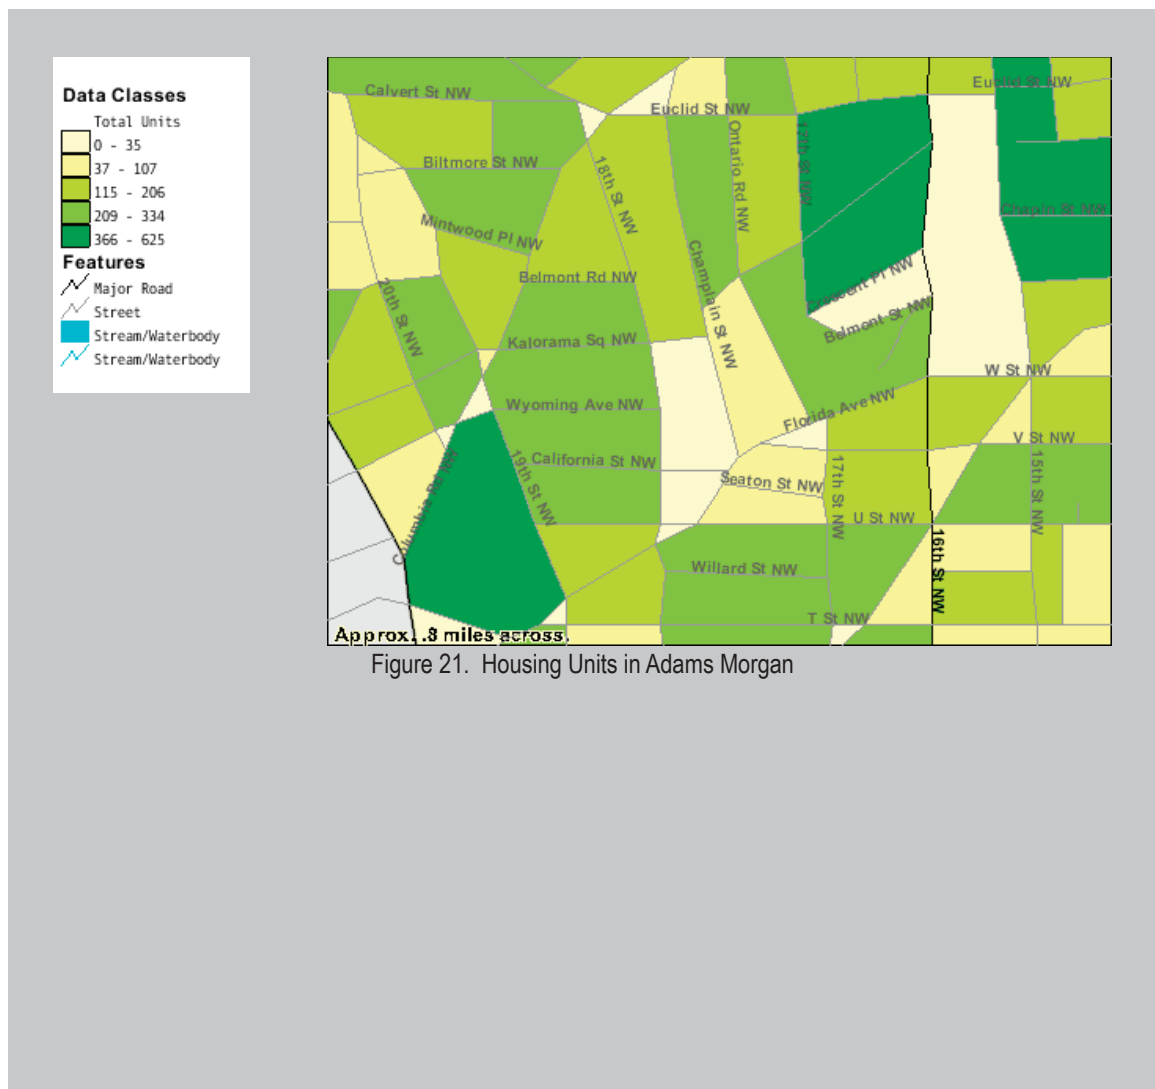 Data Classes
Total Units
0 - 35
37 - 107
115 - 206
209 - 334
366 - 625
Features
Major Road
Street
Stream/Waterbody
Stream/Waterbody
Calvert St NW
Euclid St NW
Euclid St NW
Biltmore St NW
18th St NW
Ontario Rd NW
17th St NW
Chapin St NW
Mintwood Pl NW
Belmont Rd NW
Champlain St NW
Crescent Pl NW
Belmont St NW
20th St NW
Kalorama Sq NW
W St NW
Wyoming Ave NW
Florida Ave NW
V St NW
California St NW
Columbia Rd NW
19th St NW
Seaton St NW
17th St NW
15th St NW
U St NW
16th St NW
Willard St NW
T St NW
Approx. .8 miles across.
Figure 21. Housing Units in Adams Morgan